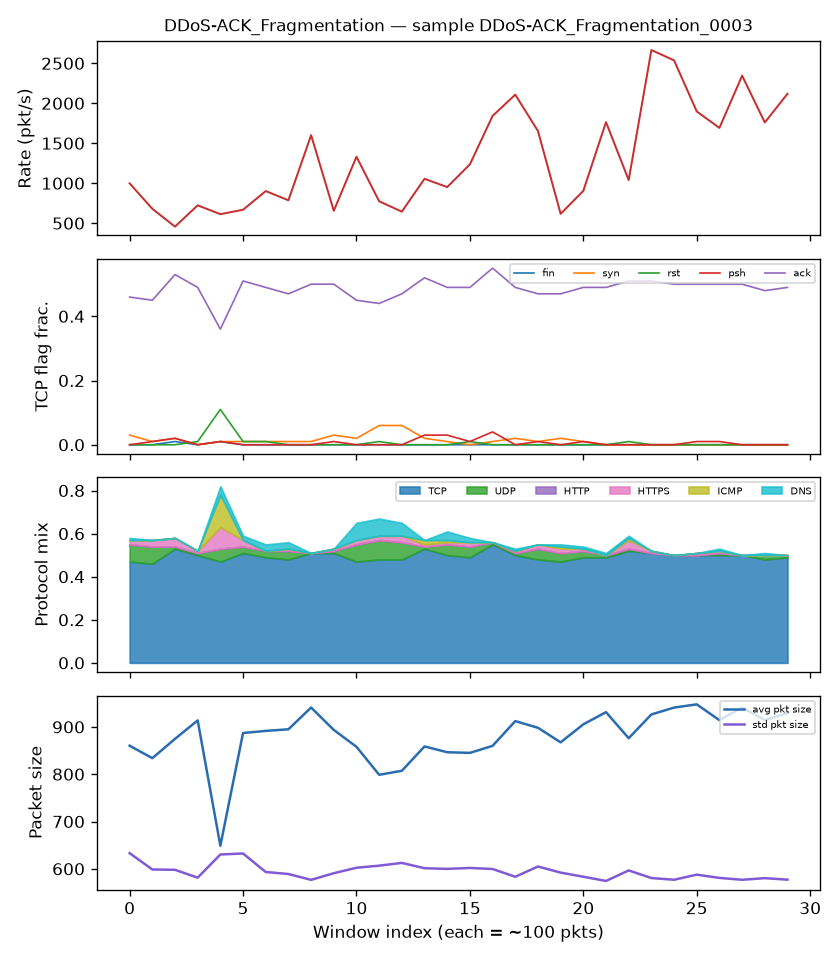 DDoS-ACK_Fragmentation — sample DDoS-ACK_Fragmentation_0003
Rate (pkt/s)
2500
2000
1500
1000
500
TCP flag frac.
0.4
0.2
0.0
fin syn rst psh ack
Protocol mix
0.8
0.6
0.4
0.2
0.0
TCP UDP HTTP HTTPS ICMP DNS
Packet size
900
800
700
600
avg pkt size
std pkt size
0 5 10 15 20 25 30
Window index (each = ~100 pkts)